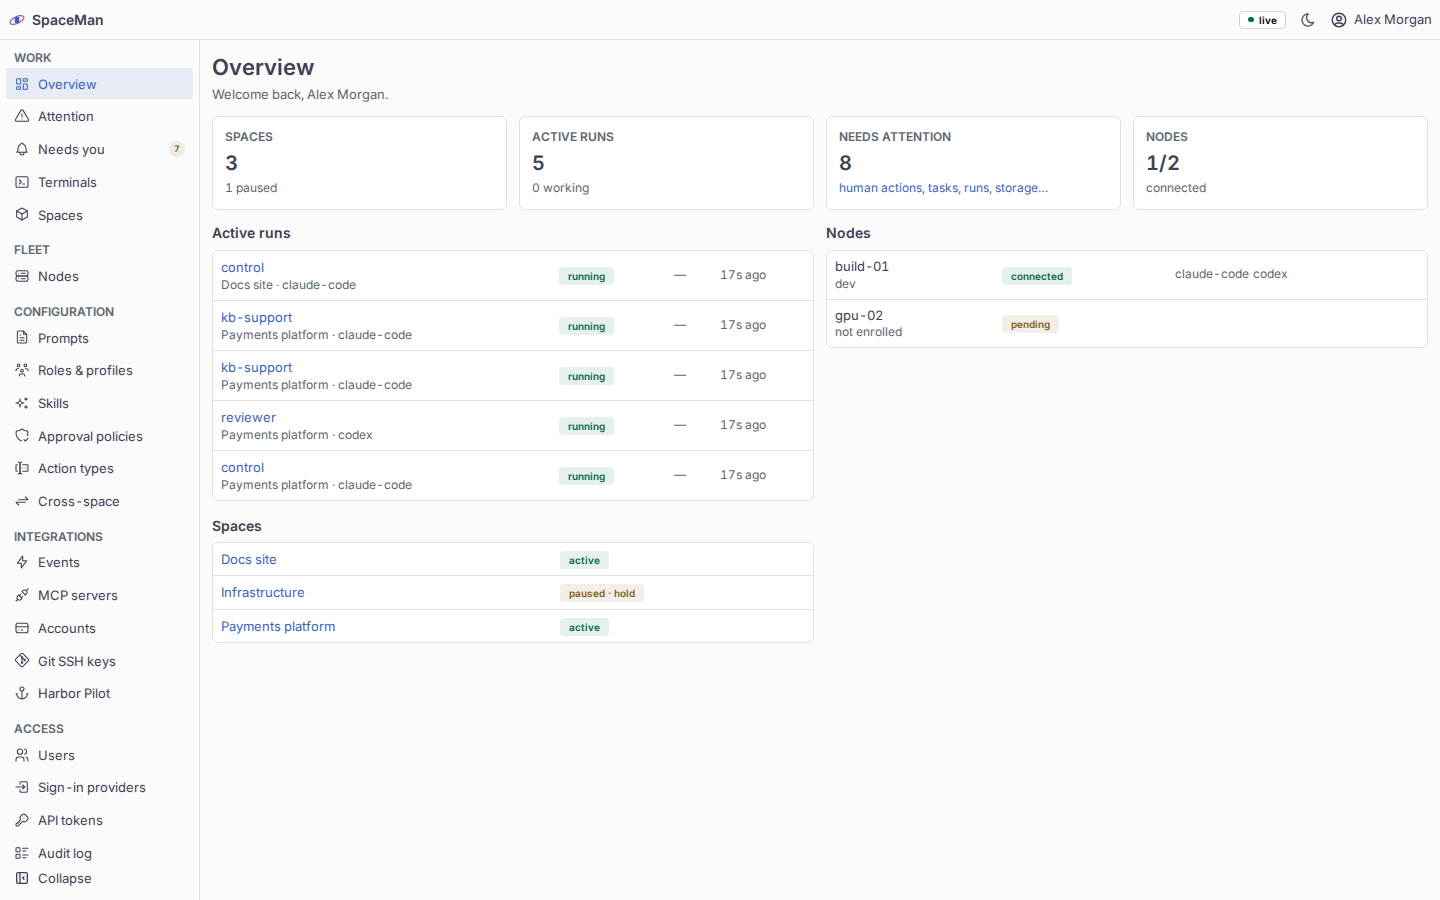 SpaceMan
live
Alex Morgan
WORK
Overview
Attention
Needs you 7
Terminals
Spaces
FLEET
Nodes
CONFIGURATION
Prompts
Roles & profiles
Skills
Approval policies
Action types
Cross-space
INTEGRATIONS
Events
MCP servers
Accounts
Git SSH keys
Harbor Pilot
ACCESS
Users
Sign-in providers
API tokens
Audit log
Collapse
Overview
Welcome back, Alex Morgan.
SPACES
3
1 paused
ACTIVE RUNS
5
0 working
NEEDS ATTENTION
8
human actions, tasks, runs, storage...
NODES
1/2
connected
Active runs
control running — 17s ago
Docs site · claude-code
kb-support running — 17s ago
Payments platform · claude-code
kb-support running — 17s ago
Payments platform · claude-code
reviewer running — 17s ago
Payments platform · codex
control running — 17s ago
Payments platform · claude-code
Spaces
Docs site active
Infrastructure paused · hold
Payments platform active
Nodes
build-01 connected claude-code codex
dev
gpu-02 pending
not enrolled